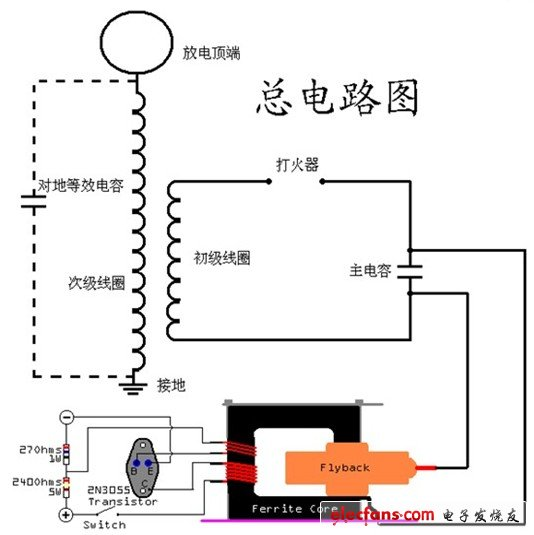 放电顶端
总电路图
打火器
对地等效电容
初级线圈
主电容
次级线圈
接地
27Ohms
1W
B E
C
Flyback
240Ohms
5W
2N3055
Transistor
Switch
Ferrite Core
elecfans.com 电子发烧友